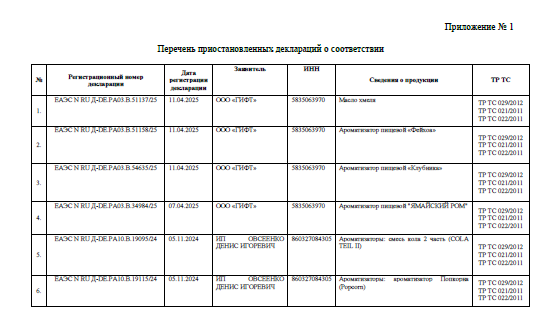 Приложение № 1
Перечень приостановленных деклараций о соответствии
№ Регистрационный номер декларации Дата регистрации декларации Заявитель ИНН Сведения о продукции ТР ТС
1. ЕАЭС N RU Д-DE.РА03.В.51137/25 11.04.2025 ООО «ГИФТ» 5835063970 Масло хмеля ТР ТС 029/2012
ТР ТС 021/2011
ТР ТС 022/2011
2. ЕАЭС N RU Д-DE.РА03.В.51158/25 11.04.2025 ООО «ГИФТ» 5835063970 Ароматизатор пищевой «Фейхоа» ТР ТС 029/2012
ТР ТС 021/2011
ТР ТС 022/2011
3. ЕАЭС N RU Д-DE.РА03.В.54635/25 11.04.2025 ООО «ГИФТ» 5835063970 Ароматизатор пищевой «Клубника» ТР ТС 029/2012
ТР ТС 021/2011
ТР ТС 022/2011
4. ЕАЭС N RU Д-DE.РА03.В.34984/25 07.04.2025 ООО «ГИФТ» 5835063970 Ароматизатор пищевой "ЯМАЙСКИЙ РОМ" ТР ТС 029/2012
ТР ТС 021/2011
ТР ТС 022/2011
5. ЕАЭС N RU Д-DE.РА10.В.19095/24 05.11.2024 ИП ОВСЕЕНКО ДЕНИС ИГОРЕВИЧ 860327084305 Ароматизаторы: смесь кола 2 часть (COLA TEIL II) ТР ТС 029/2012
ТР ТС 021/2011
ТР ТС 022/2011
6. ЕАЭС N RU Д-DE.РА10.В.19115/24 05.11.2024 ИП ОВСЕЕНКО ДЕНИС ИГОРЕВИЧ 860327084305 Ароматизаторы: ароматизатор Попкорна (Popcorn) ТР ТС 029/2012
ТР ТС 021/2011
ТР ТС 022/2011